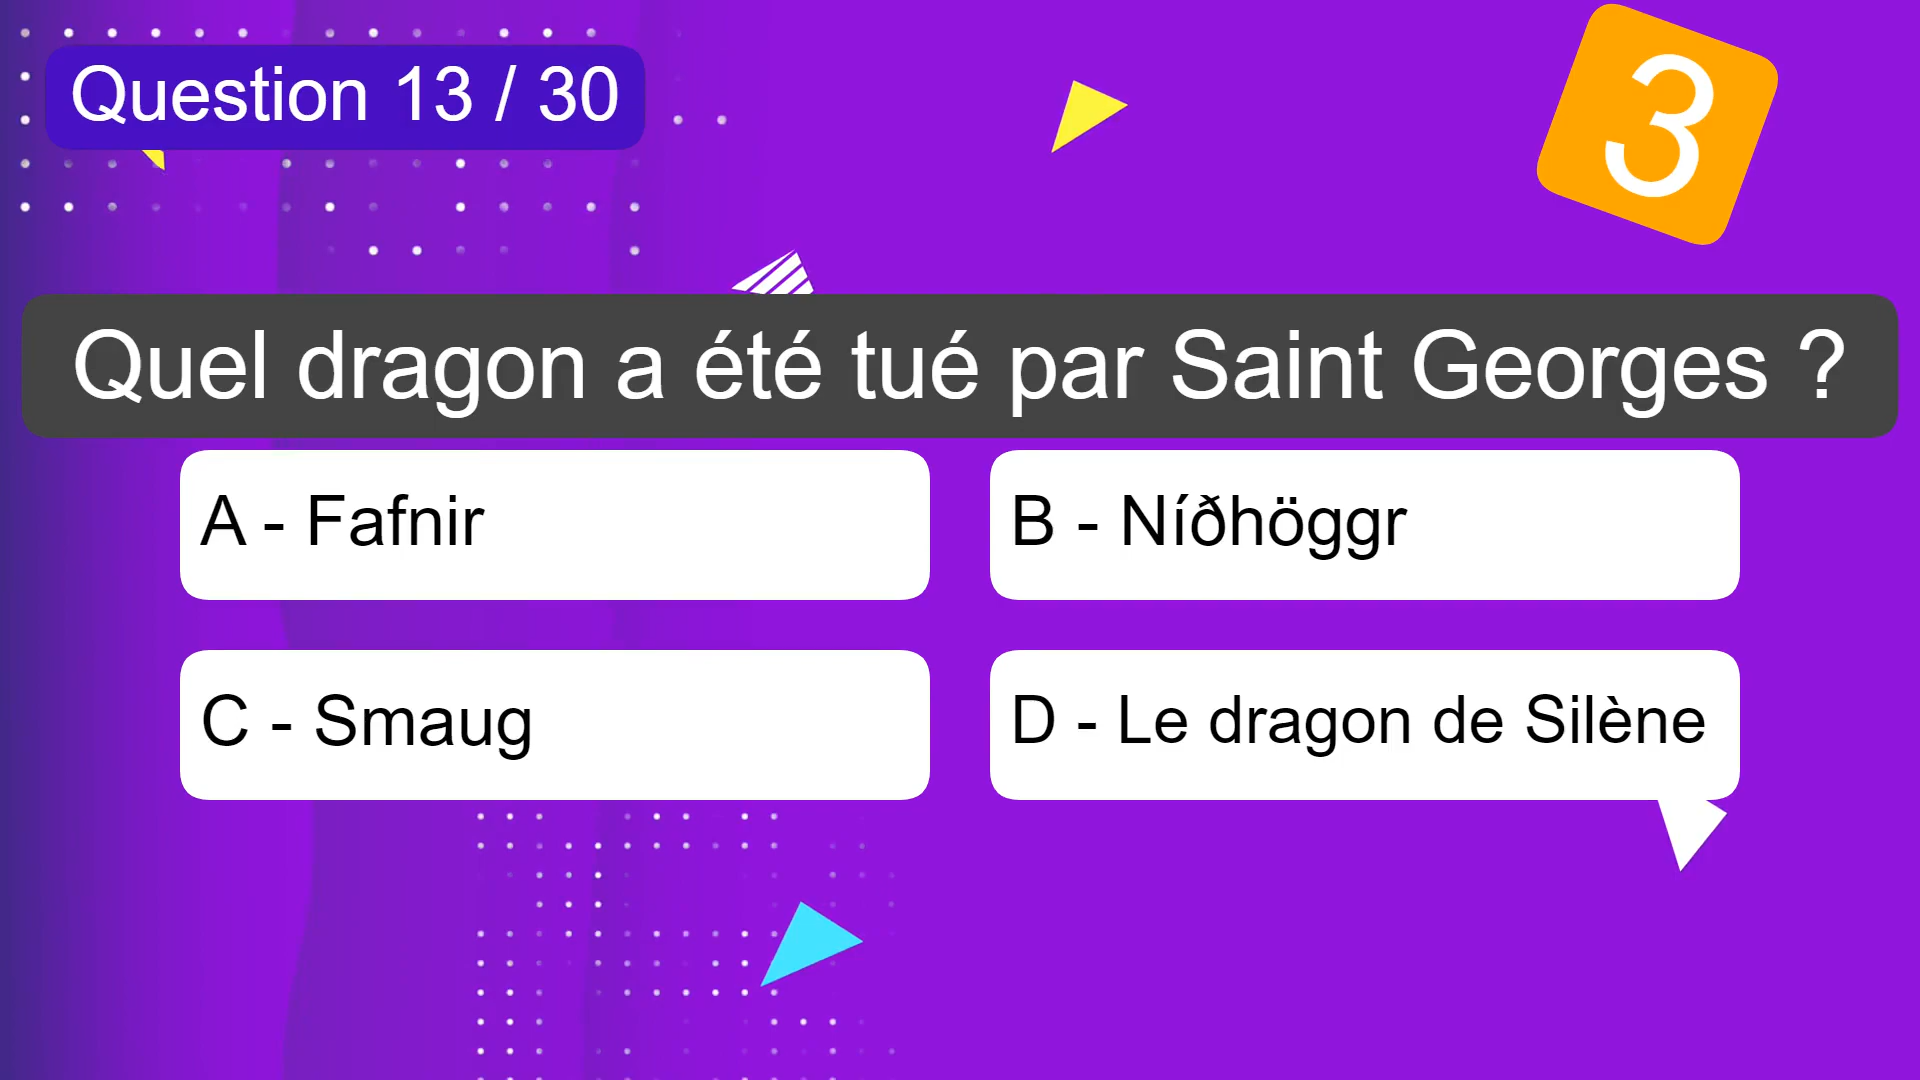 Question 13 / 30
3
Quel dragon a été tué par Saint Georges ?
A - Fafnir
B - Níðhöggr
C - Smaug
D - Le dragon de Silène